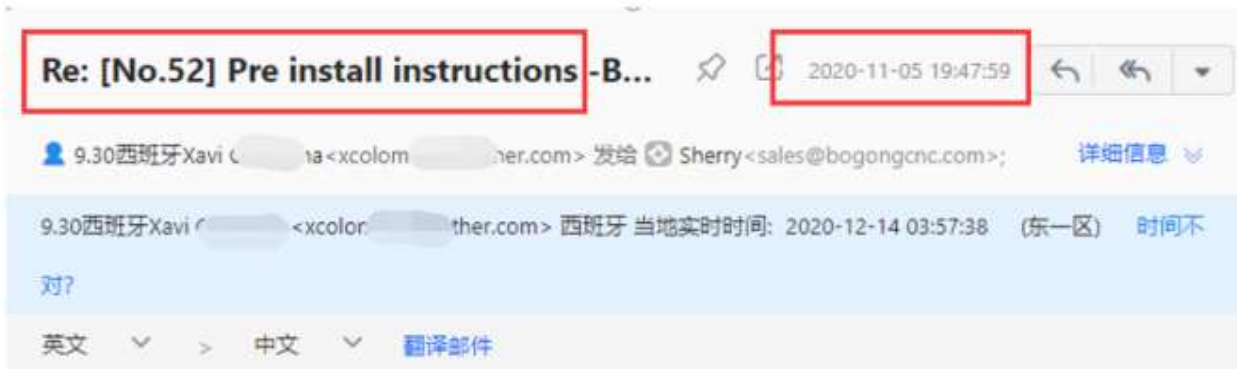 Re: [No.52] Pre install instructions -B... 2020-11-05 19:47:59
9.30西班牙Xavi na<xcolom her.com> 发给 Sherry<sales@bogongcnc.com>; 详细信息
9.30西班牙Xavi <xcolor ther.com> 西班牙 当地实时时间: 2020-12-14 03:57:38 (东一区) 时间不
对?
英文 > 中文 翻译邮件